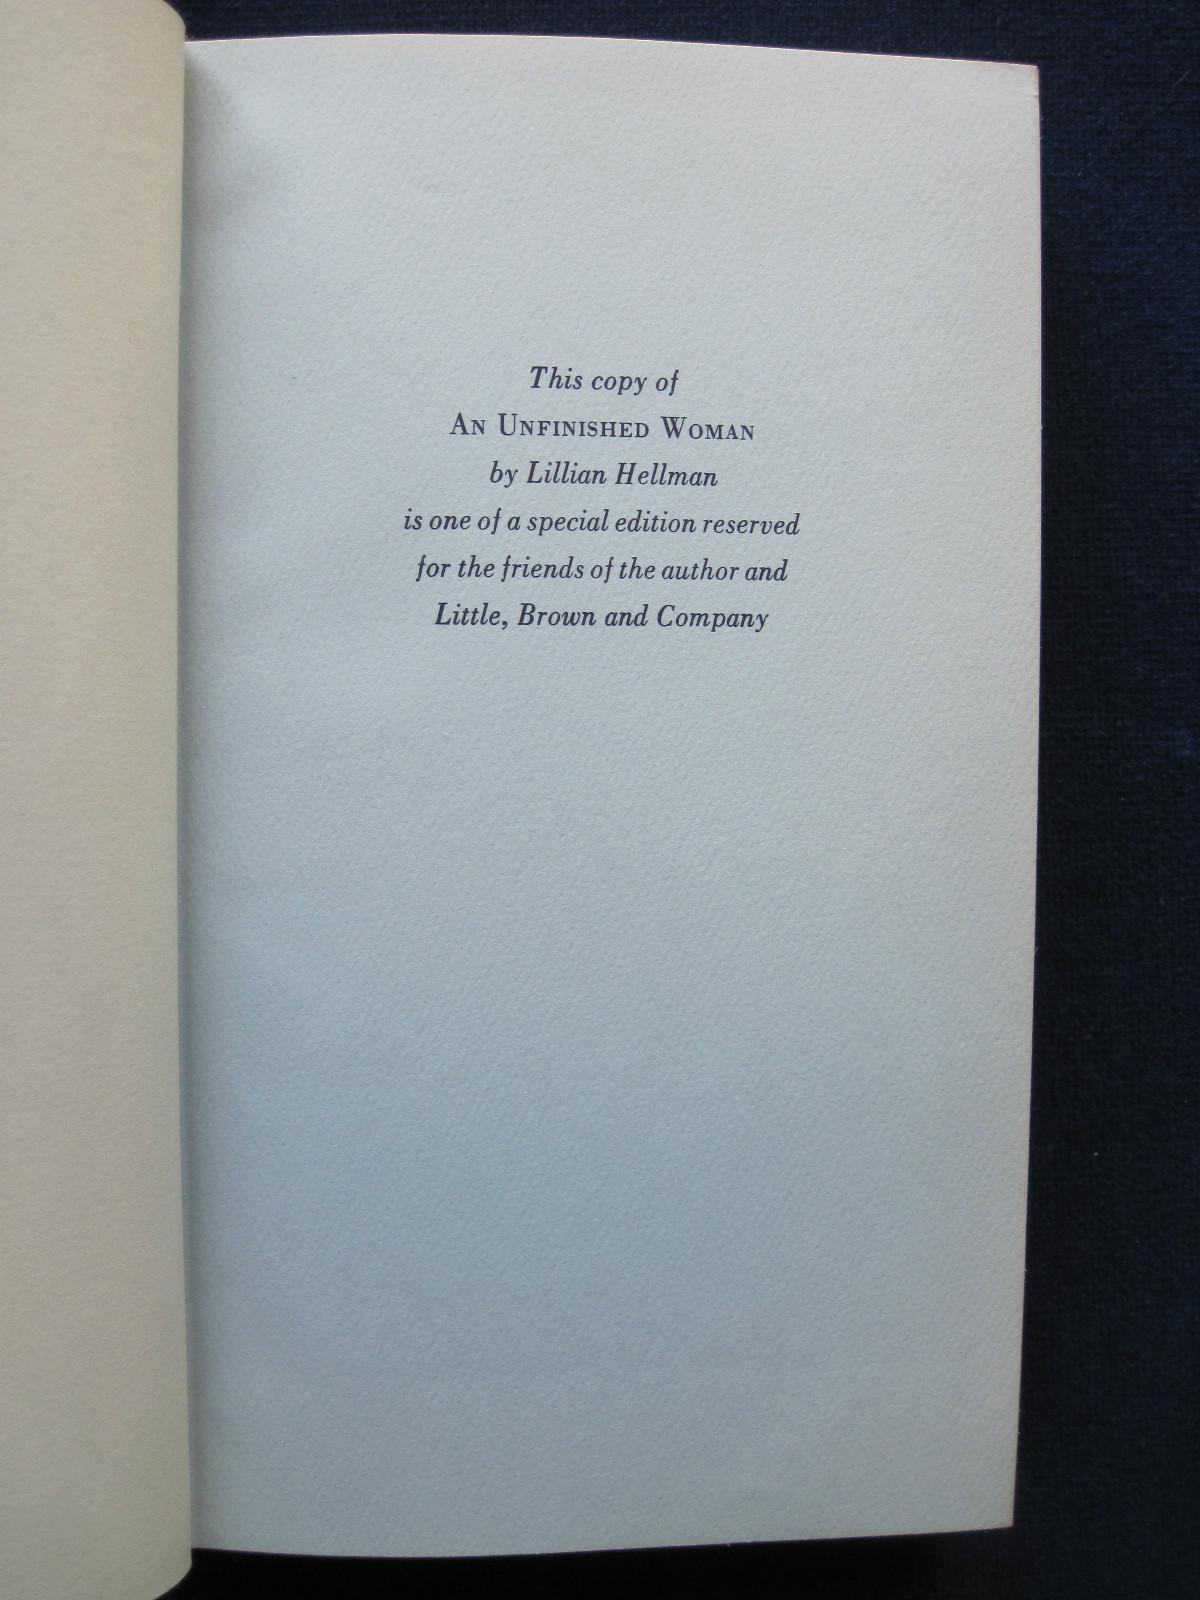 This copy of
An Unfinished Woman
by Lillian Hellman
is one of a special edition reserved
for the friends of the author and
Little, Brown and Company